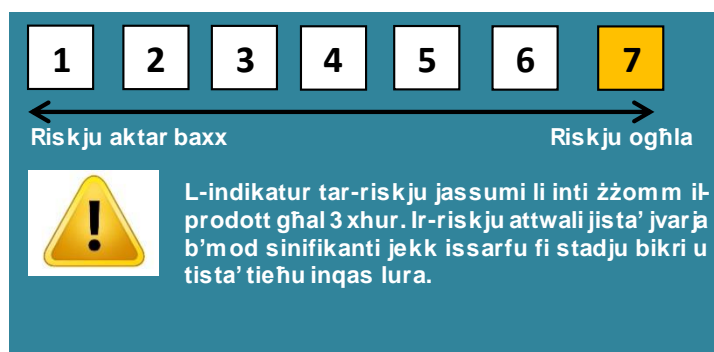 1 2 3 4 5 6 7
Riskju aktar baxx Riskju ogħla
L-indikatur tar-riskju jassumi li inti żżomm il-
prodott għal 3 xhur. Ir-riskju attwali jista’ jvarja
b’mod sinifikanti jekk issarfu fi stadju bikri u
tista’ tieħu inqas lura.